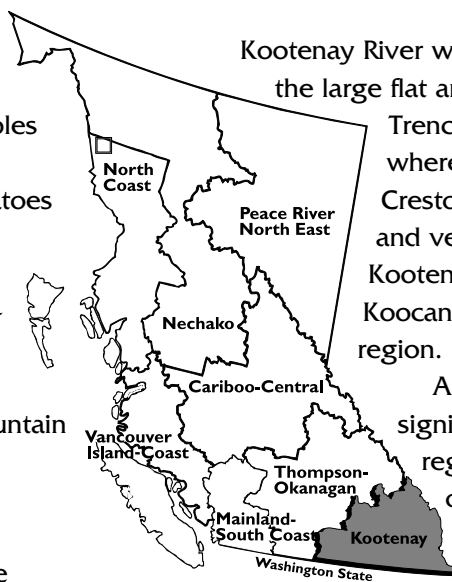 Kootenay River w
the large flat ar
Trenc
where
Cresto
and ve
Kooten
Koocan
region.
A
signi
reg
oles
atoes
untain
e
North
Coast
Peace River
North East
Nechako
Cariboo-Central
Vancouver
Island-Coast
Thompson-
Okanagan
Mainland-
South Coast
Kootenay
Washington State